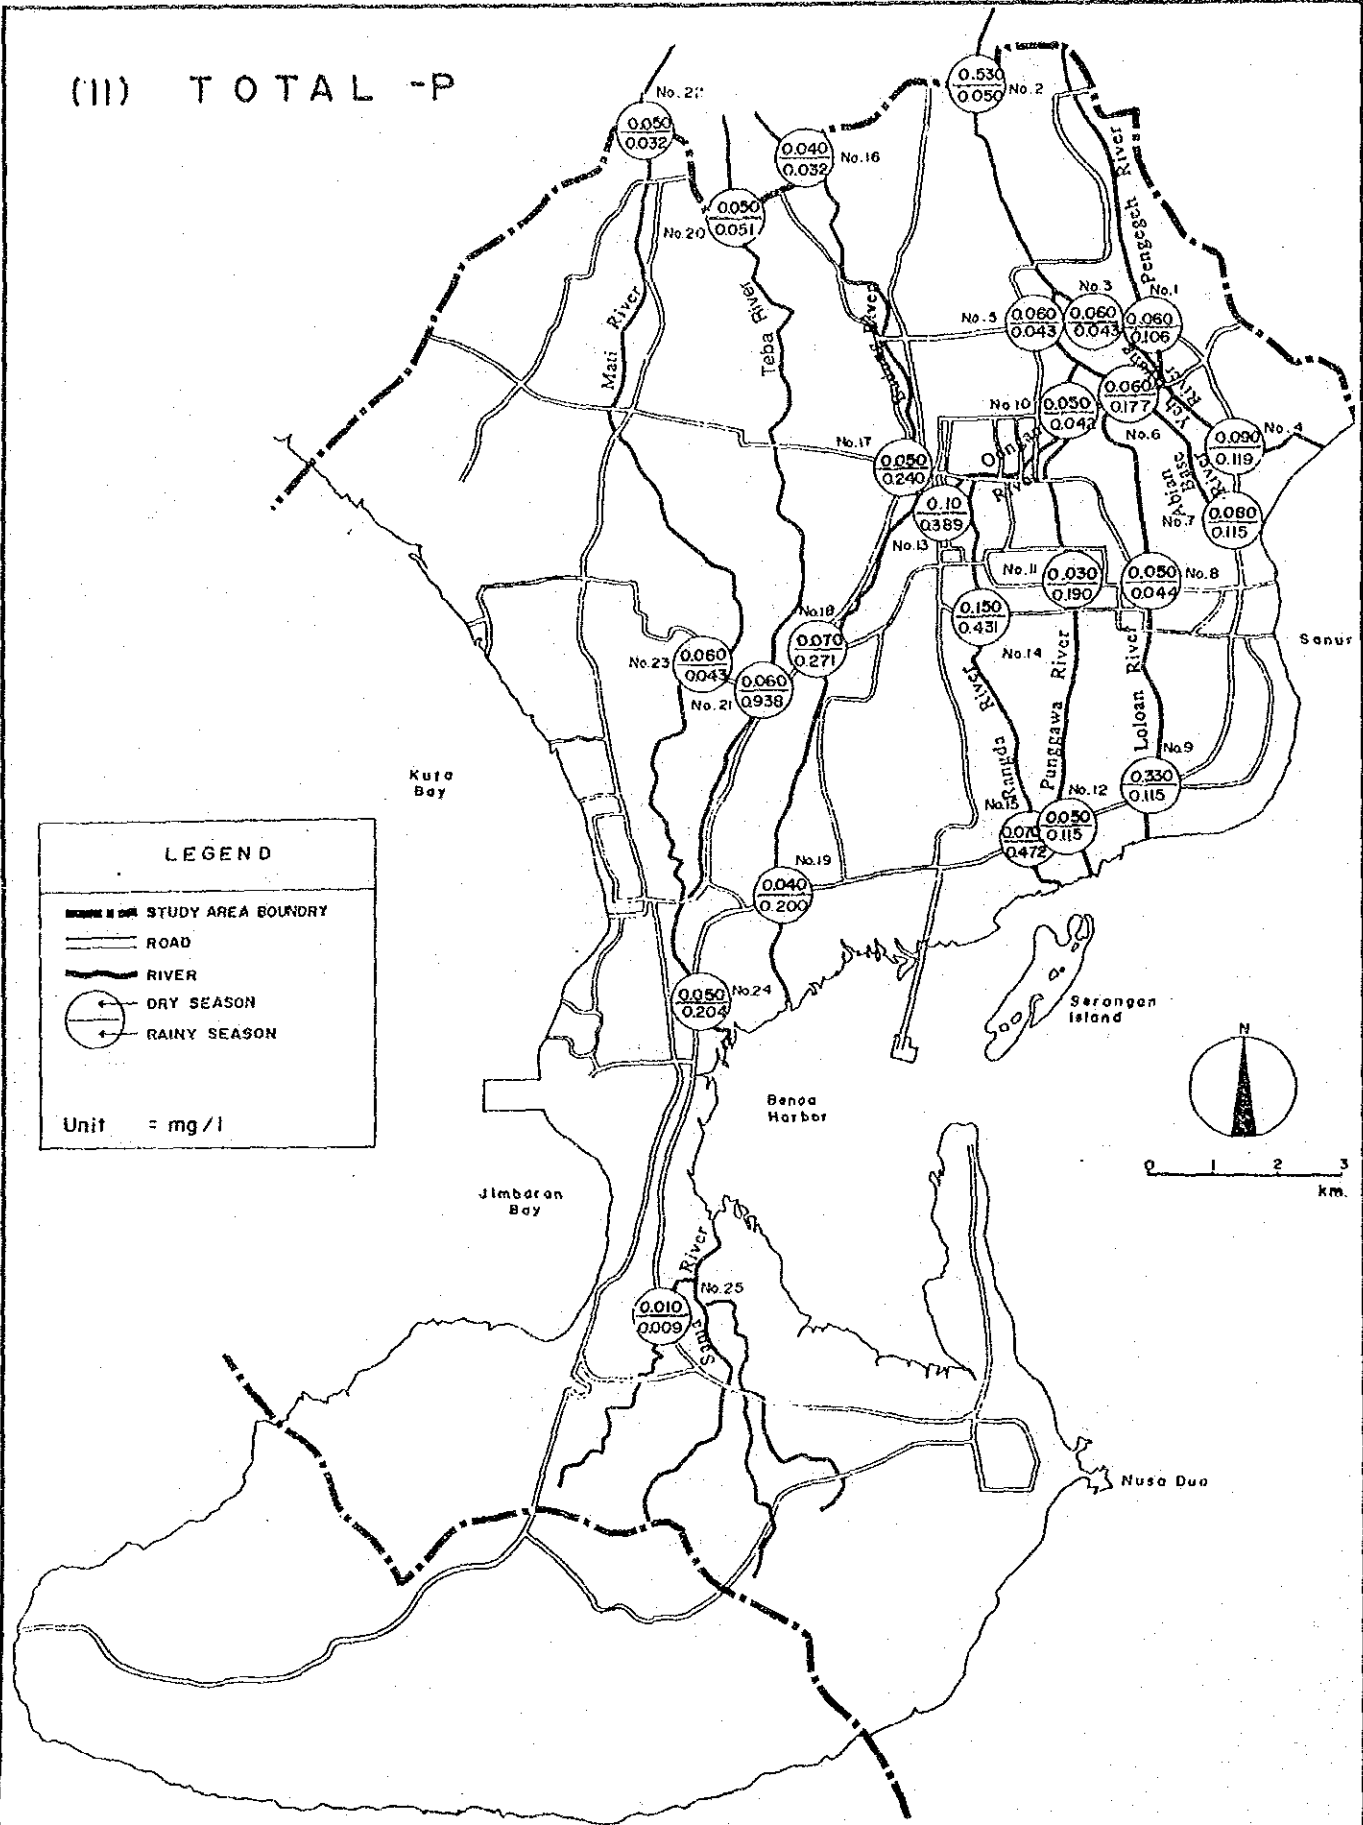 (11) TOTAL -P
No. 22
0.050
0.032
0.530
0.050
No. 2
0.040
0.032
No. 16
0.050
0.051
No. 20
Pengegeh River
Mati River
Teba River
Badung River
No. 5
0.060
0.043
No. 3
0.060
0.043
No. 1
0.060
0.106
No. 10
0.050
0.042
0.060
0.177
No. 6
Ych River
0.090
0.119
No. 4
No. 17
0.050
0.240
River
Abian Base River
No. 7
0.080
0.115
0.10
0.389
No. 13
No. 11
0.030
0.190
0.050
0.044
No. 8
0.150
0.431
No. 14
No. 18
0.070
0.271
Sanur
No. 23
0.060
0.043
No. 21
0.060
0.938
Rangda River
Punggawa River
Loloan River
No. 9
0.330
0.115
No. 12
0.050
0.115
No. 15
0.070
0.472
Kuta
Bay
No. 19
0.040
0.200
LEGEND
STUDY AREA BOUNDRY
ROAD
RIVER
DRY SEASON
RAINY SEASON
Unit = mg/l
0.050
0.204
No. 24
Serangan
Island
N
Benoa
Harbor
0 1 2 3
km.
Jimbaran
Bay
Sama River
No. 25
0.010
0.009
Nusa Dua